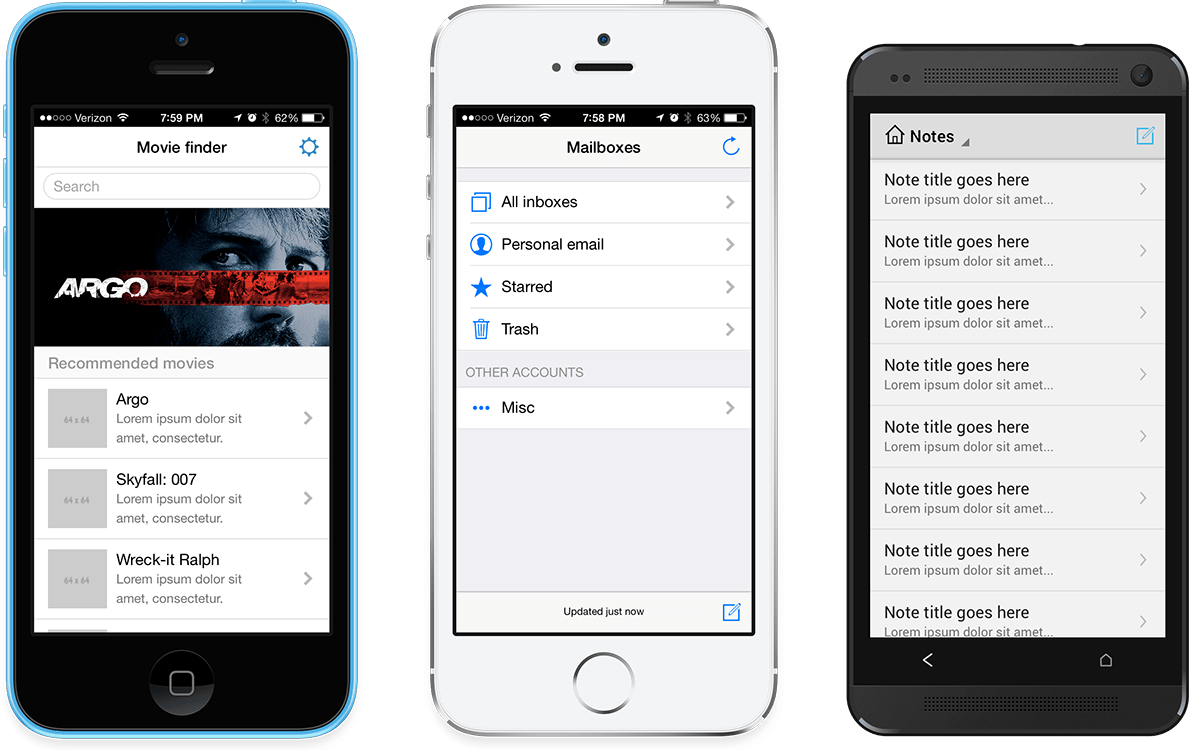 Verizon 7:59 PM 62%
Movie finder
Search
ARGO
Recommended movies
64 x 64
Argo
Lorem ipsum dolor sit
amet, consectetur.
64 x 64
Skyfall: 007
Lorem ipsum dolor sit
amet, consectetur.
64 x 64
Wreck-it Ralph
Lorem ipsum dolor sit
amet, consectetur.
Verizon 7:58 PM 63%
Mailboxes
All inboxes
Personal email
Starred
Trash
OTHER ACCOUNTS
Misc
Updated just now
Notes
Note title goes here
Lorem ipsum dolor sit amet...
Note title goes here
Lorem ipsum dolor sit amet...
Note title goes here
Lorem ipsum dolor sit amet...
Note title goes here
Lorem ipsum dolor sit amet...
Note title goes here
Lorem ipsum dolor sit amet...
Note title goes here
Lorem ipsum dolor sit amet...
Note title goes here
Lorem ipsum dolor sit amet...
Note title goes here
Lorem ipsum dolor sit amet...